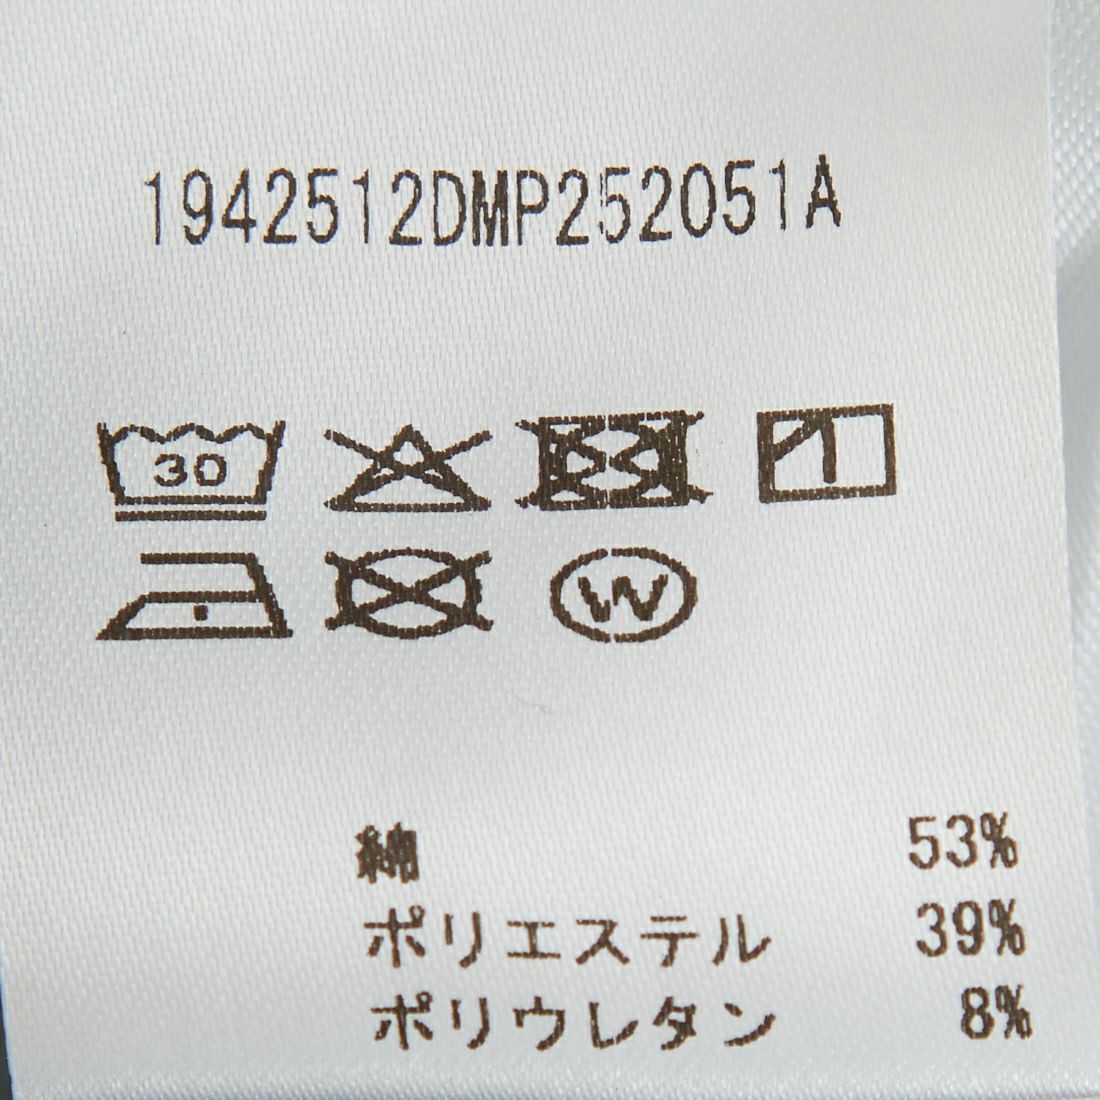 1942512DMP252051A
30
W
綿 53%
ポリエステル 39%
ポリウレタン 8%